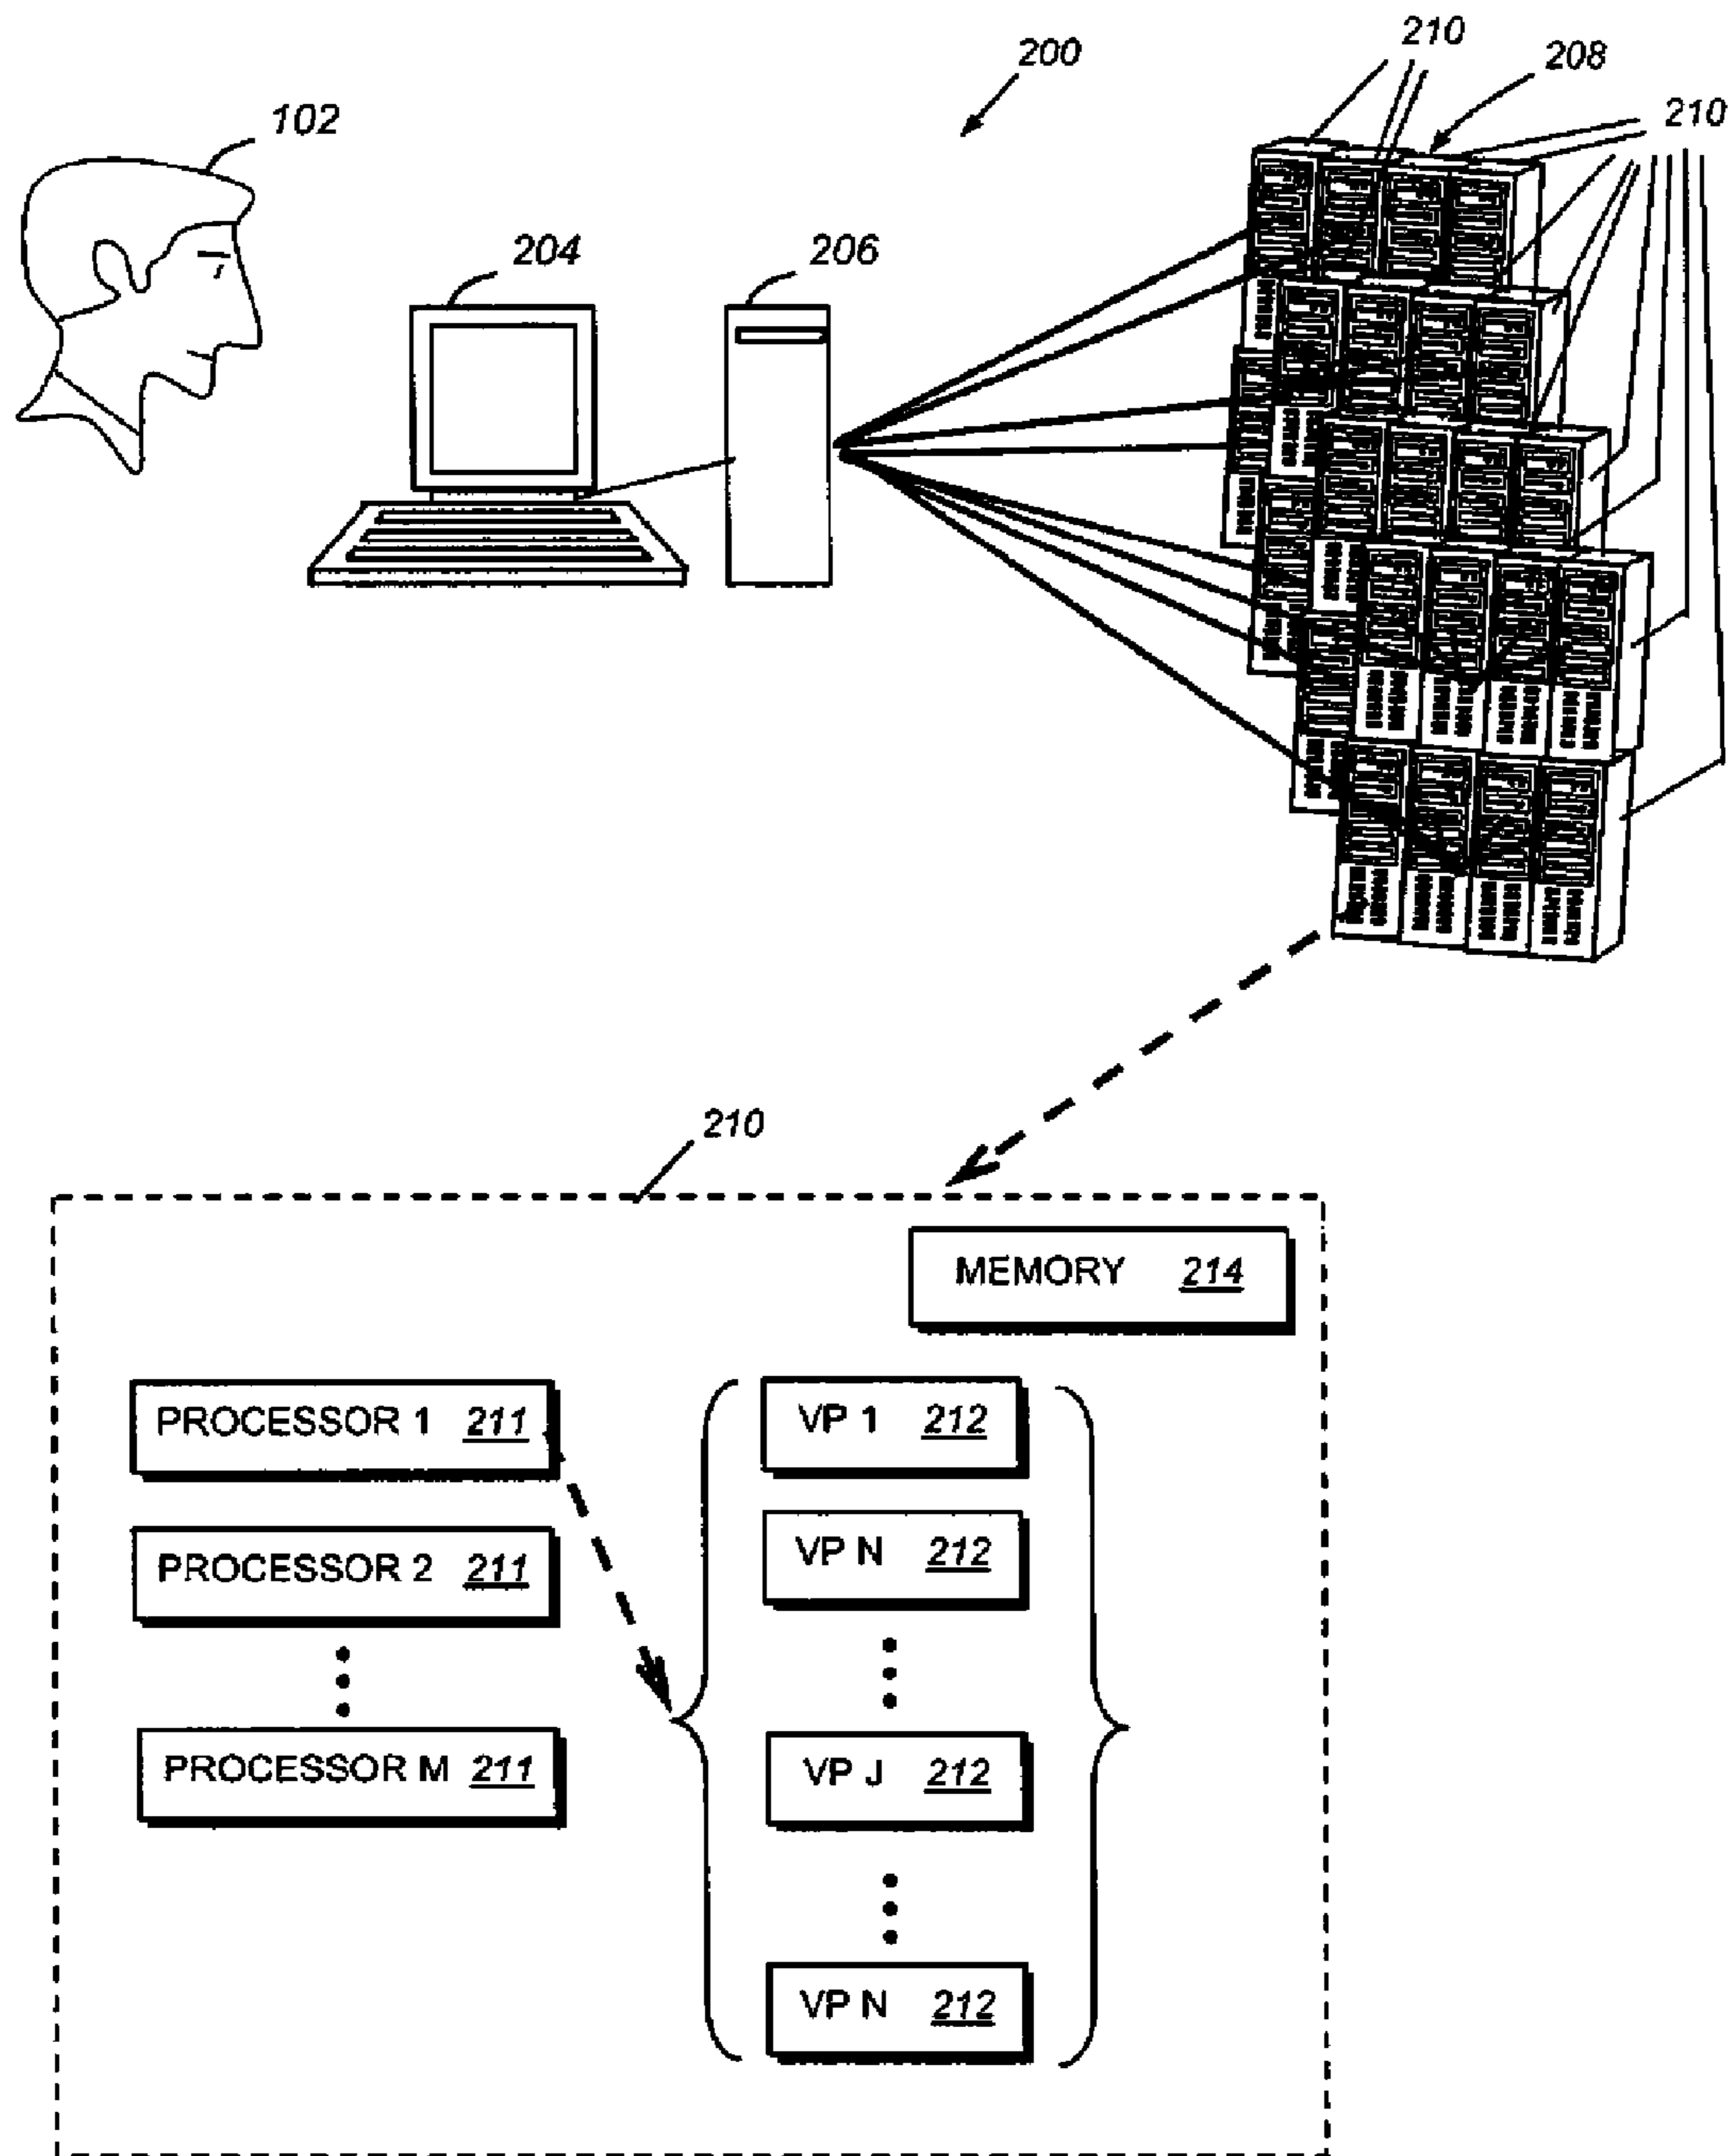 200
210
208
210
102
204
206
210
MEMORY 214
PROCESSOR 1 211
VP 1 212
PROCESSOR 2 211
VP N 212
PROCESSOR M 211
VP J 212
VP N 212